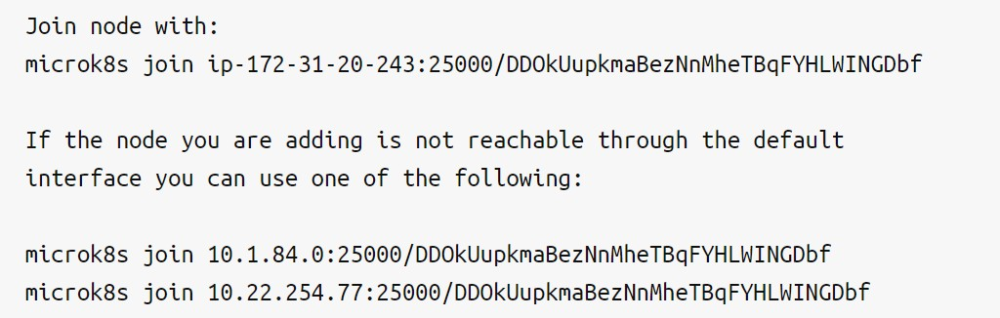 Join node with:
microk8s join ip-172-31-20-243:25000/DDOkUupkmaBezNnMheTBqFYHLWINGDbf
If the node you are adding is not reachable through the default
interface you can use one of the following:
microk8s join 10.1.84.0:25000/DDOkUupkmaBezNnMheTBqFYHLWINGDbf
microk8s join 10.22.254.77:25000/DDOkUupkmaBezNnMheTBqFYHLWINGDbf